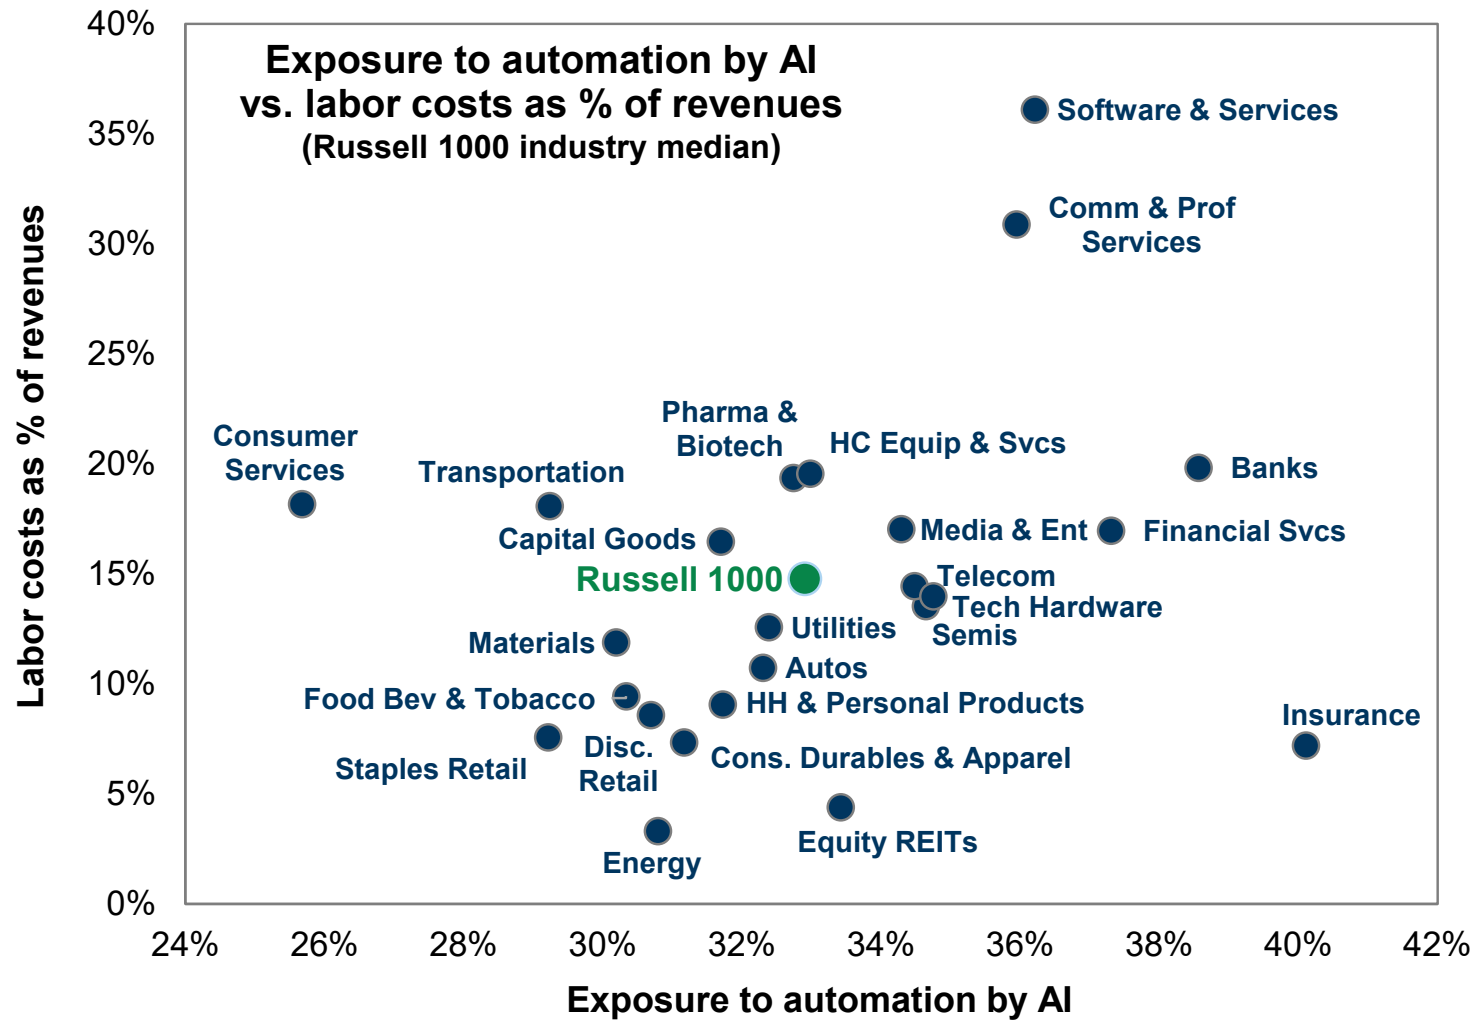 Exposure to automation by AI
vs. labor costs as % of revenues
(Russell 1000 industry median)
Labor costs as % of revenues
40%
35%
30%
25%
20%
15%
10%
5%
0%
Software & Services
Comm & Prof
Services
Pharma &
Biotech
HC Equip & Svcs
Consumer
Services
Transportation
Banks
Capital Goods
Media & Ent
Financial Svcs
Russell 1000
Telecom
Tech Hardware
Semis
Utilities
Materials
Autos
Food Bev & Tobacco
HH & Personal Products
Insurance
Disc.
Retail
Cons. Durables & Apparel
Staples Retail
Equity REITs
Energy
24%
26%
28%
30%
32%
34%
36%
38%
40%
42%
Exposure to automation by AI